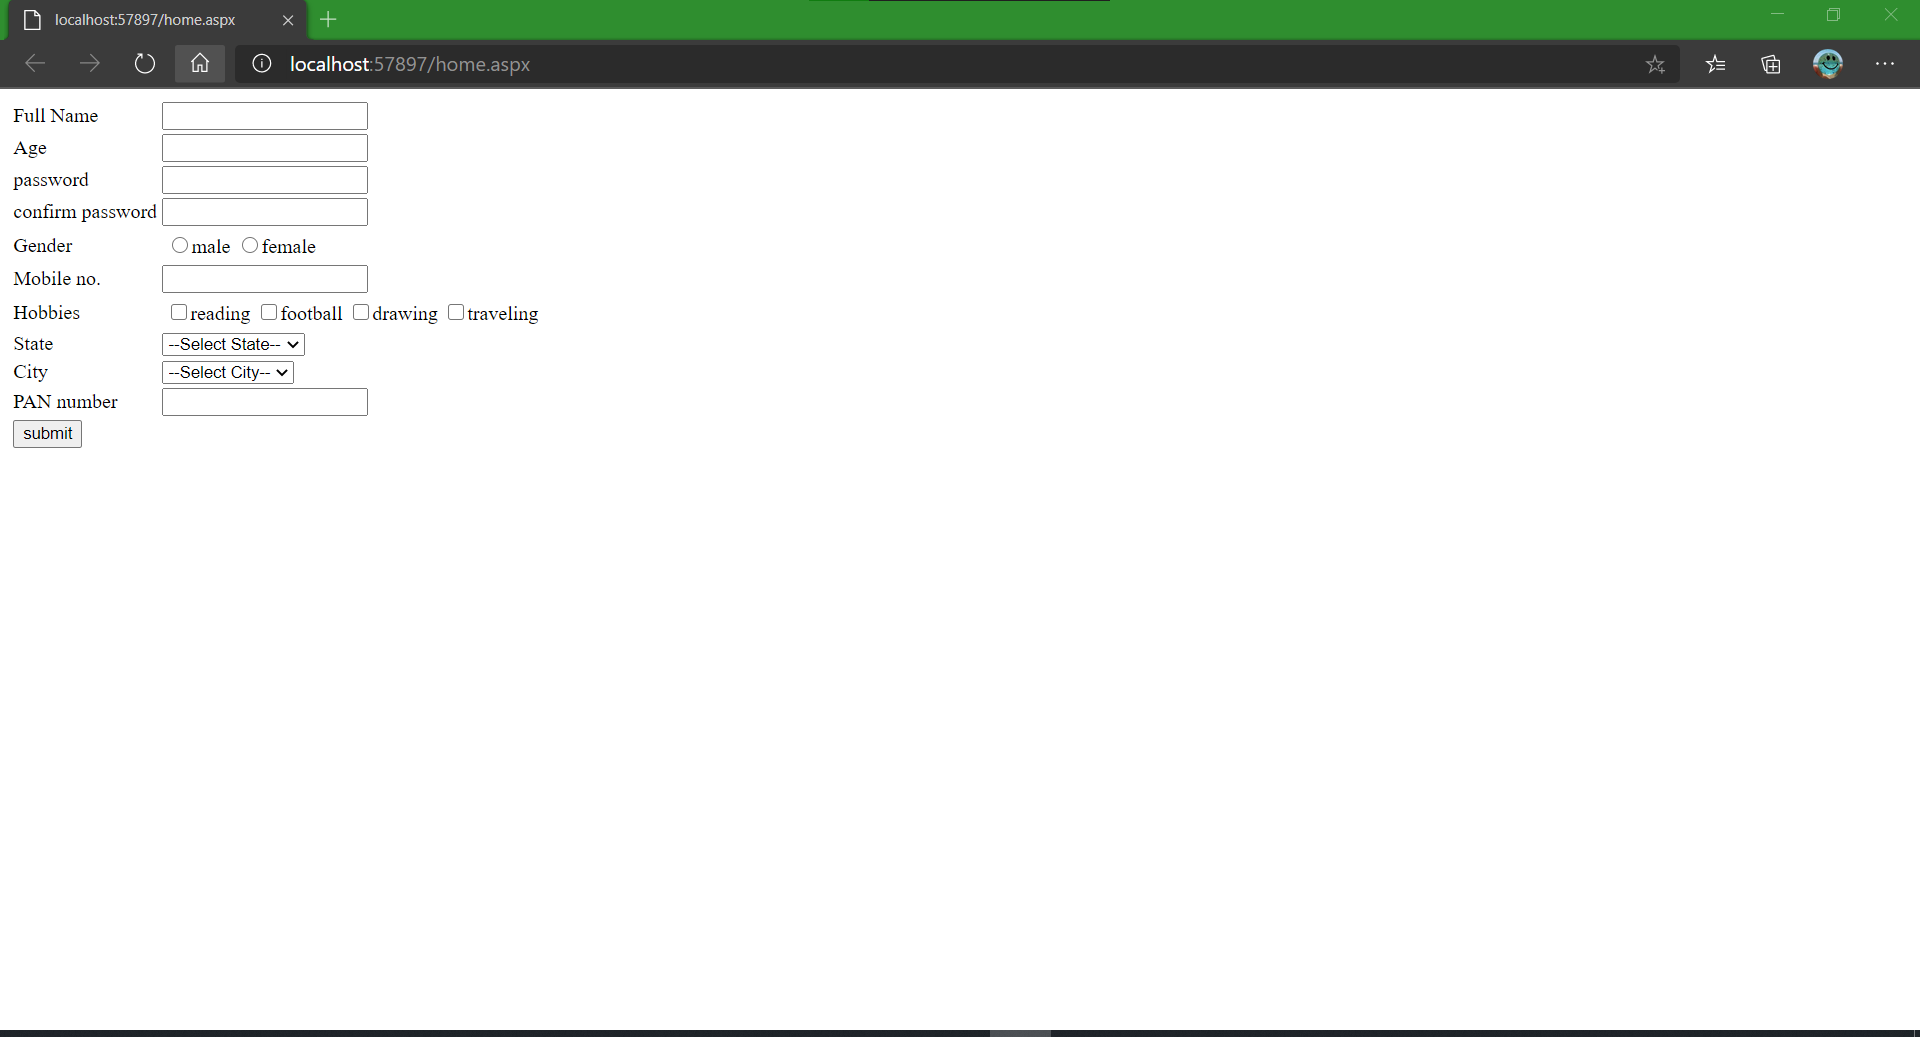 localhost:57897/home.aspx
localhost:57897/home.aspx
Full Name
Age
password
confirm password
Gender male female
Mobile no.
Hobbies reading football drawing traveling
State --Select State--
City --Select City--
PAN number
submit